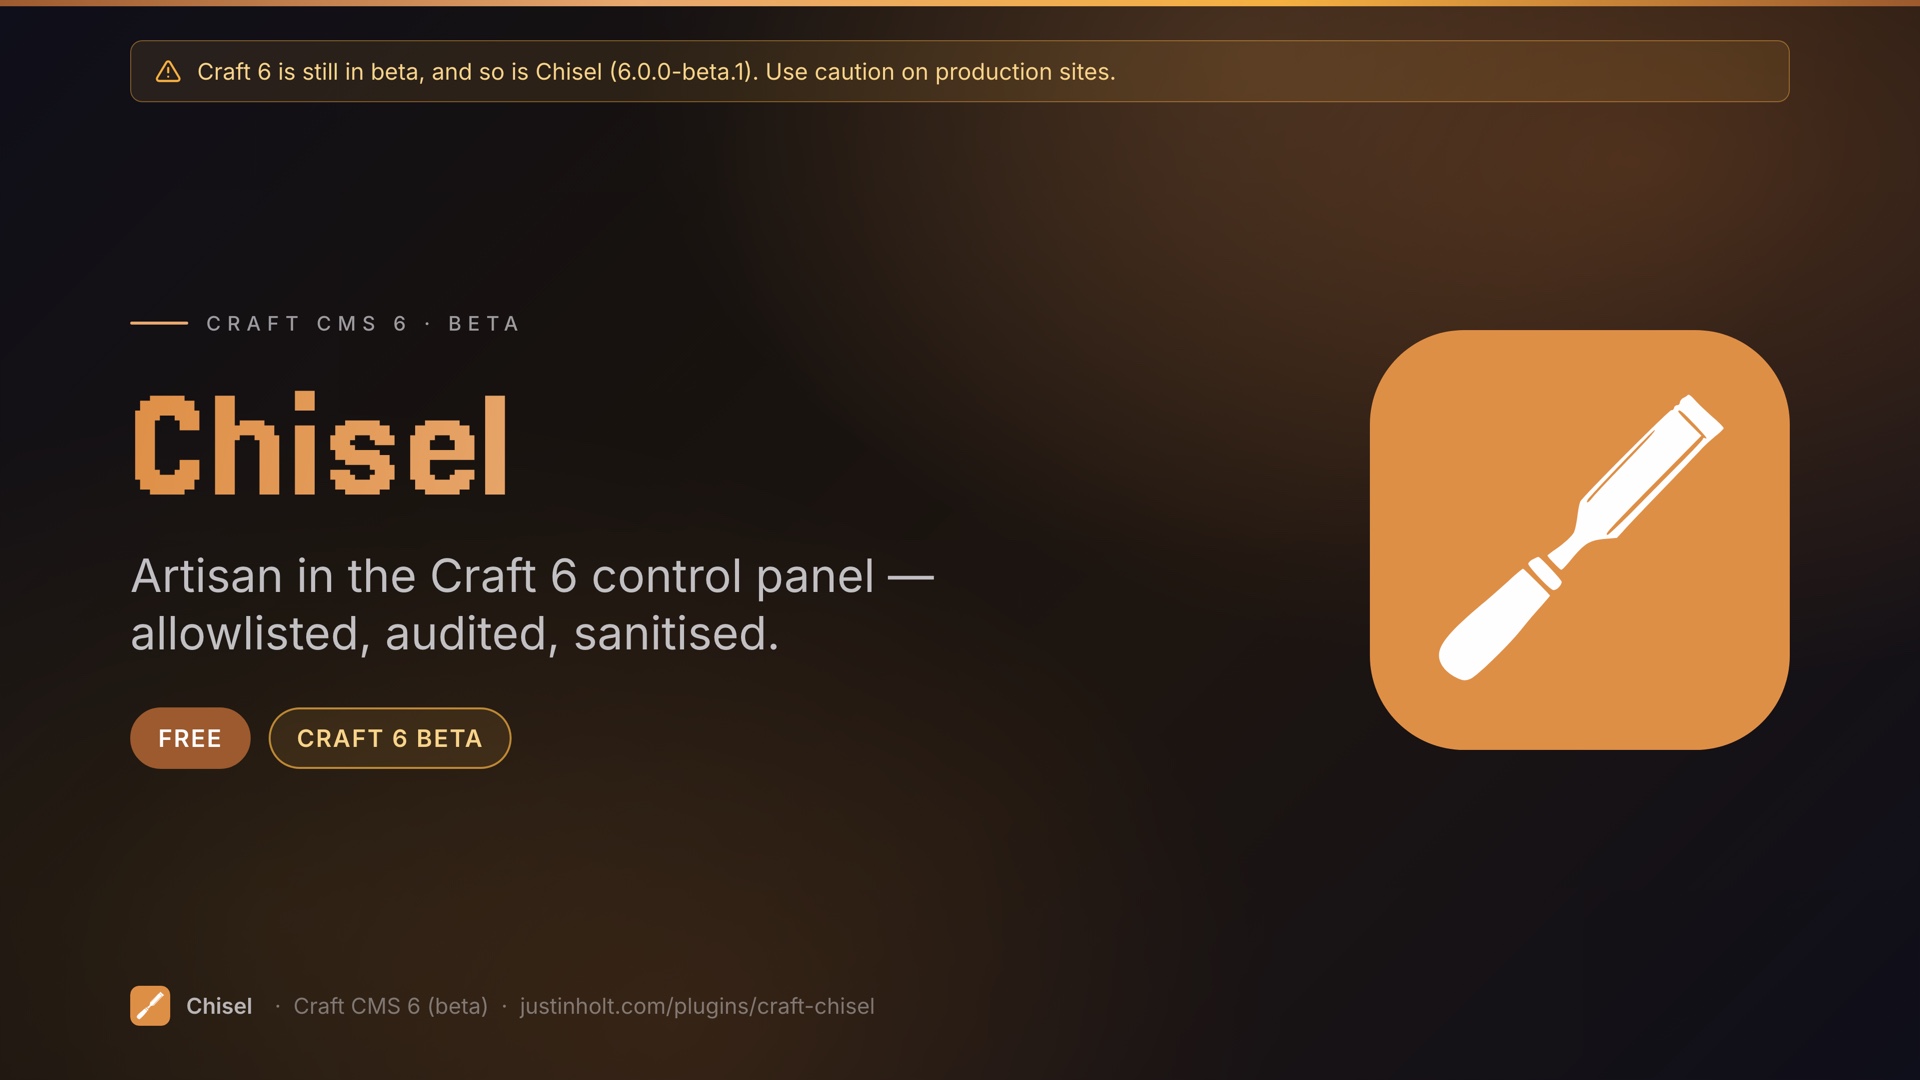 Craft 6 is still in beta, and so is Chisel (6.0.0-beta.1). Use caution on production sites.
CRAFT CMS 6 · BETA
Chisel
Artisan in the Craft 6 control panel —
allowlisted, audited, sanitised.
FREE
CRAFT 6 BETA
Chisel · Craft CMS 6 (beta) · justinholt.com/plugins/craft-chisel